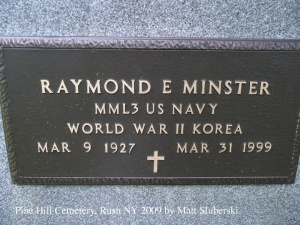 RAYMOND E MINSTER
MML3 US NAVY
WORLD WAR II KOREA
MAR 9 1927 MAR 31 1999
Pine Hill Cemetery, Rush NY 2009 by Matt Sluberski